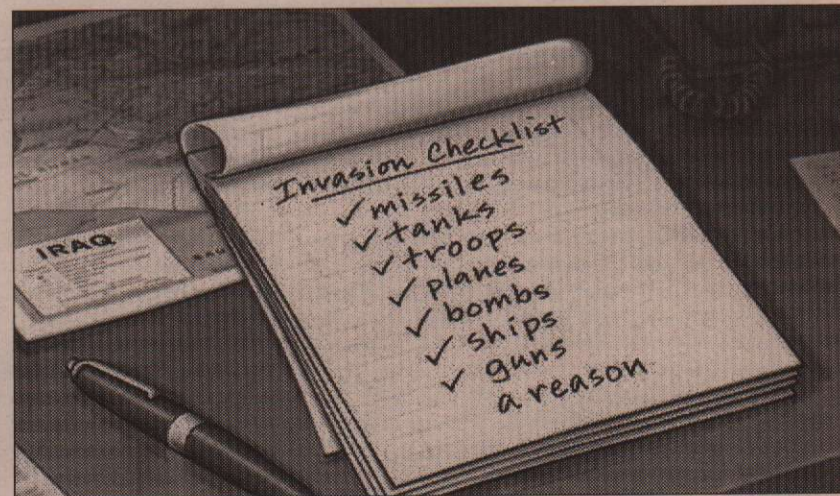 Invasion Checklist
✓ missiles
✓ tanks
✓ troops
✓ planes
✓ bombs
✓ ships
✓ guns
a reason
IRAQ